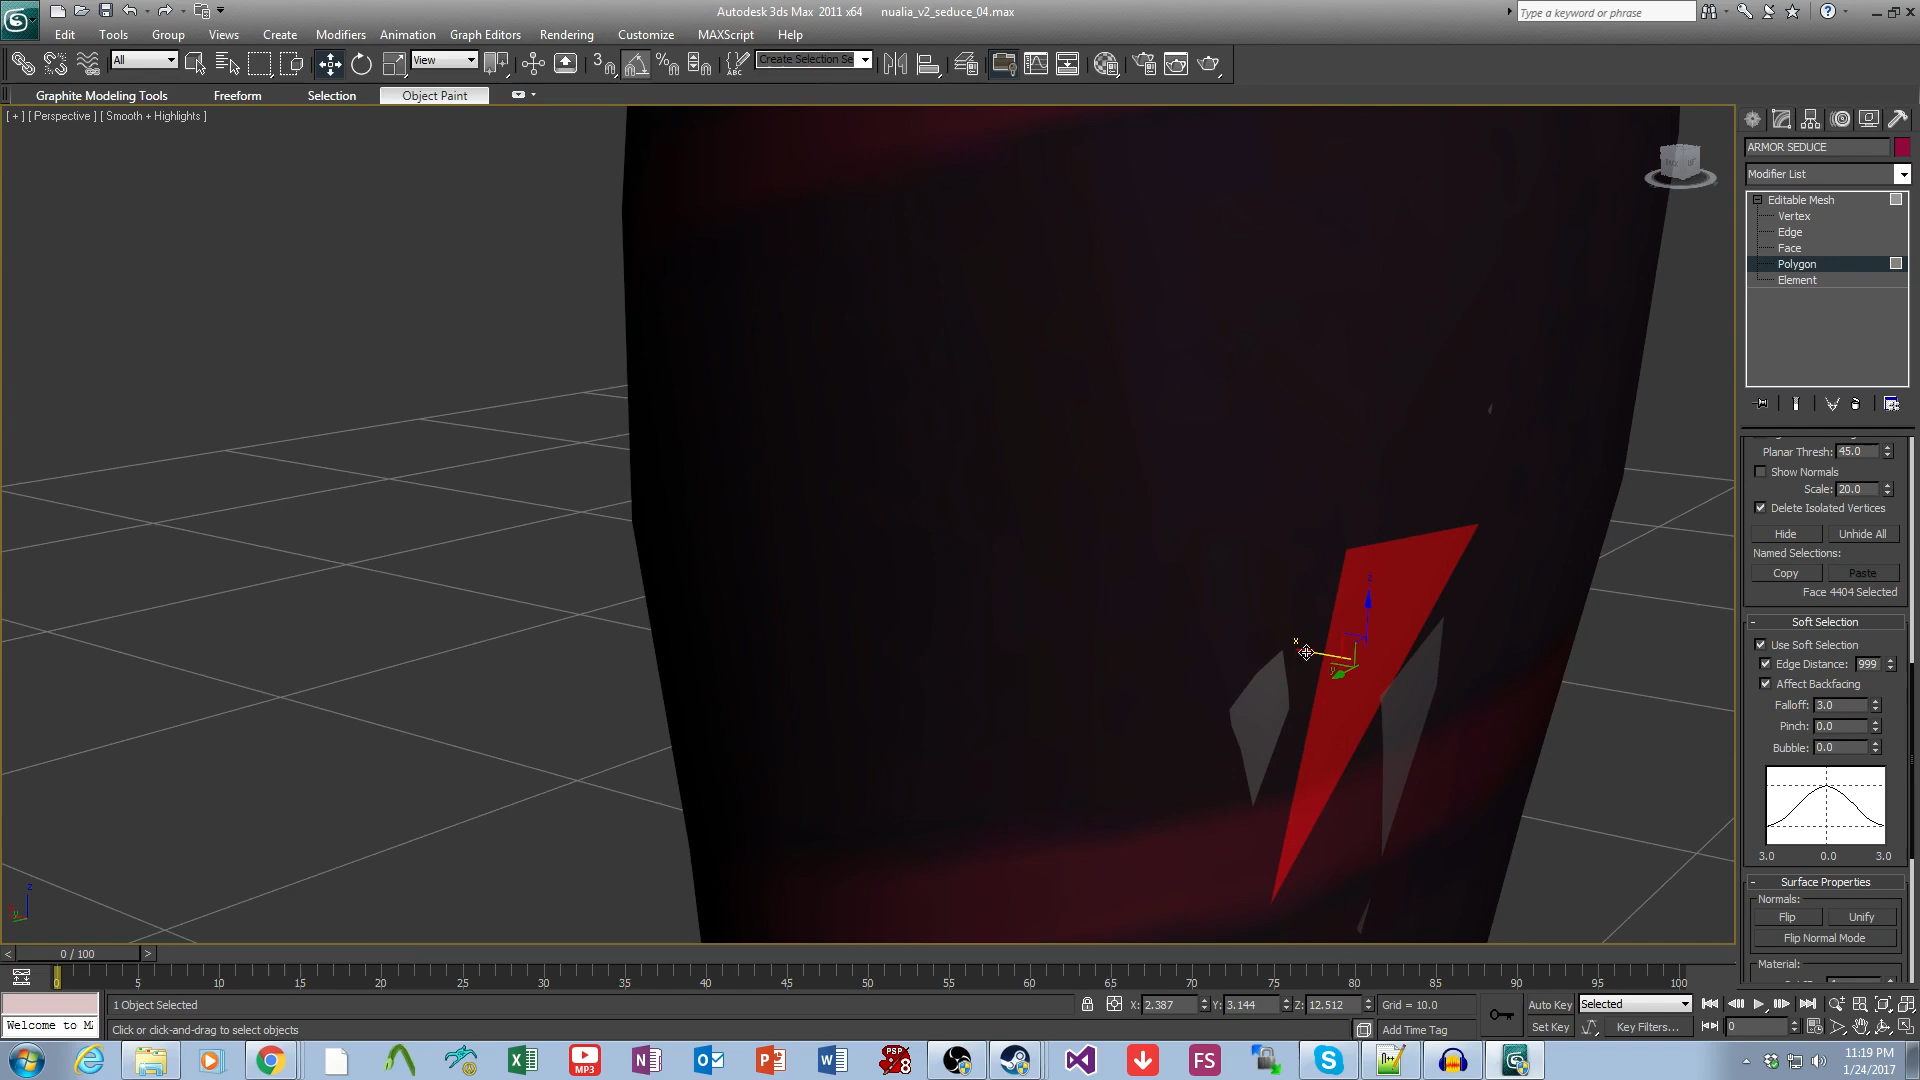 Autodesk 3ds Max 2011 x64 nualia_v2_seduce_04.max
Type a keyword or phrase
Edit Tools Group Views Create Modifiers Animation Graph Editors Rendering Customize MAXScript Help
All View Create Selection Se
Graphite Modeling Tools Freeform Selection Object Paint
[ + ] [ Perspective ] [ Smooth + Highlights ]
ARMOR SEDUCE
Modifier List
Editable Mesh
Vertex
Edge
Face
Polygon
Element
Planar Thresh: 45.0
Show Normals
Scale: 20.0
Delete Isolated Vertices
Hide Unhide All
Named Selections:
Copy Paste
Face 4404 Selected
- Soft Selection
Use Soft Selection
Edge Distance: 999
Affect Backfacing
Falloff: 3.0
Pinch: 0.0
Bubble: 0.0
3.0 0.0 3.0
- Surface Properties
Normals:
Flip Unify
Flip Normal Mode
Material:
x
z
y
z
y
< 0 / 100 >
0 5 10 15 20 25 30 35 40 45 50 55 60 65 70 75 80 85 90 95 100
1 Object Selected X: 2.387 Y: 3.144 Z: 12.512 Grid = 10.0 Auto Key Selected
Welcome to M
Click or click-and-drag to select objects Add Time Tag Set Key Key Filters... 0
MP3
PSP 8
FS
11:19 PM
1/24/2017